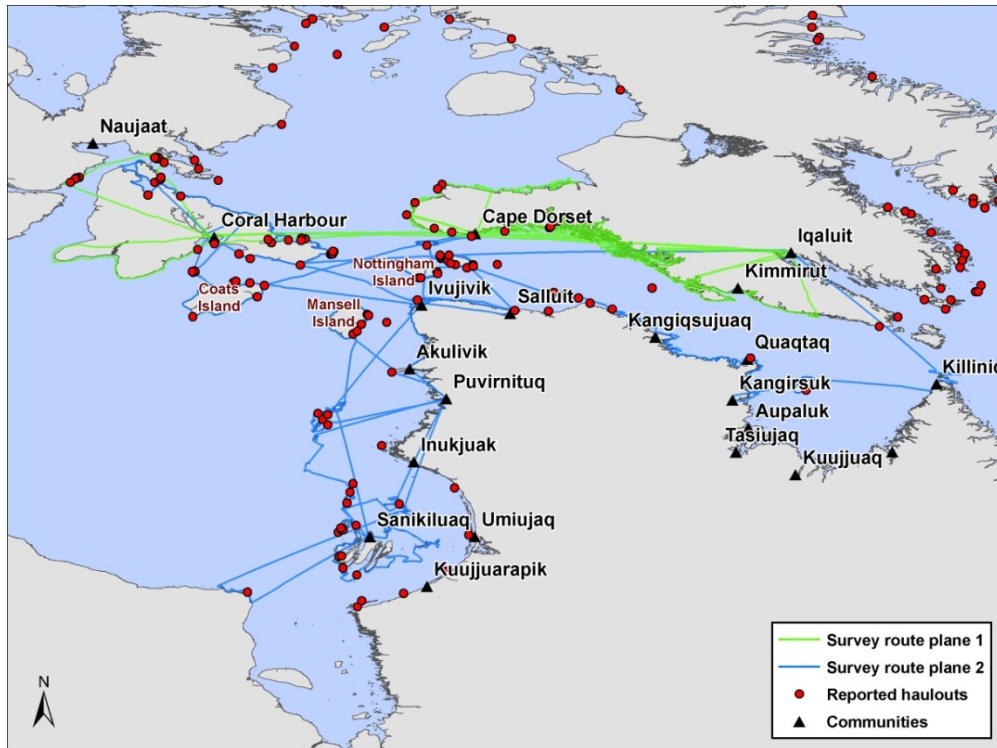 Naujaat
Coral Harbour
Cape Dorset
Iqaluit
Kimmirut
Nottingham
Island
Ivujivik
Salluit
Coats
Island
Mansell
Island
Kangiqsujuaq
Quaqtaq
Akulivik
Puvirnituq
Kangirsuk
Killiniq
Aupaluk
Tasiujaq
Inukjuak
Kuujjuaq
Sanikiluaq
Umiujaq
Kuujjuarapik
N
Survey route plane 1
Survey route plane 2
Reported haulouts
Communities